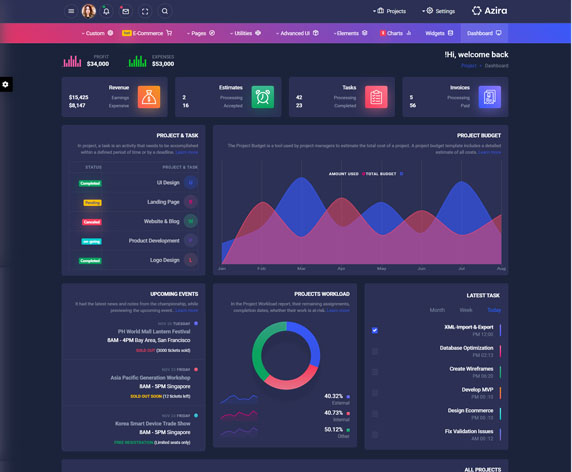 Projects
Settings
Azira
Custom
Hot E-Commerce
Pages
Utilities
Advanced UI
Elements
Charts
Widgets
Dashboard
PROFIT
$34,000
EXPENSES
$53,000
!Hi, welcome back
Project
Dashboard
Revenue
$15,425 Earnings
$8,147 Expensive
Estimates
2 Processing
16 Accepted
Tasks
42 Processing
23 Completed
Invoices
5 Processing
56 Paid
PROJECT & TASK
In project, a task is an activity that needs to be accomplished
within a defined period of time or by a deadline. Learn more
STATUS PROJECT & TASK
Completed UI Design U
Pending Landing Page
Canceled Website & Blog W
on-going Product Development P
Completed Logo Design L
PROJECT BUDGET
The Project Budget is a tool used by project managers to estimate the total cost of a project. A project budget template includes a detailed
estimate of all costs. Learn more
AMOUNT USED TOTAL BUDGET
Jan Feb Mar Apr May Jun Jul Aug
UPCOMING EVENTS
It had the latest news and notes from the championship, while
previewing the upcoming event. Learn more
TUESDAY
PH World Mall Lantern Festival
8AM - 4PM Bay Area, San Francisco
SOLD OUT (3000 tickets sold)
FRIDAY
Asia Pacific Generation Workshop
8AM - 5PM Singapore
SOLD OUT SOON (12 tickets left)
FRIDAY
Korea Smart Device Trade Show
8AM - 5PM Singapore
FREE REGISTRATION (Limited seats only)
PROJECTS WORKLOAD
In the Project Workload report, their remaining assignments,
completion dates, whether their work is at-risk. Learn more
40.32%
External
40.73%
Internal
50.12%
Other
LATEST TASK
Month Week Today
XML-Import & Export
PM 12:00
Database Optimization
PM 02:13
Create Wireframes
PM 06:20
Develop MVP
PM 00: 10
Design Ecommerce
PM 00: 10
Fix Validation Issues
AM 00: 12
ALL PROJECTS